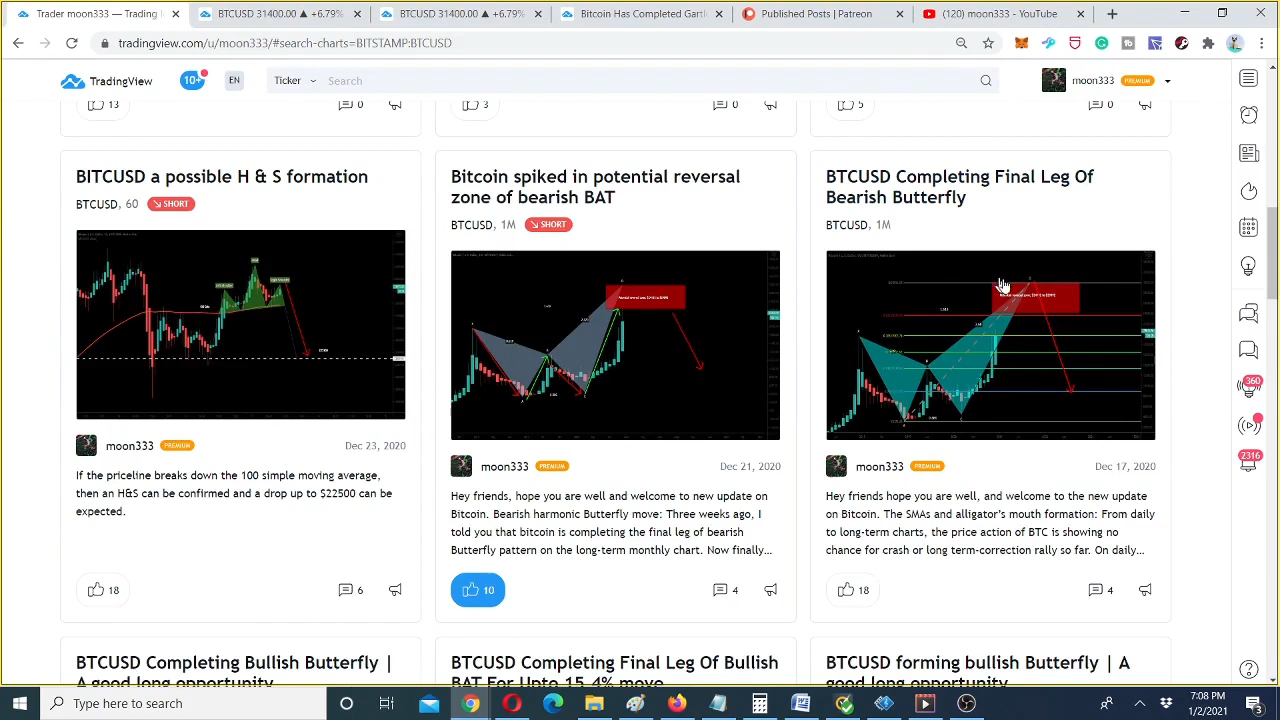 Trader moon333 — Trading Ideas
BTCUSD 31400.00 ▲ +6.79%
BTCUSD 31400.00 ▲ +6.79%
Bitcoin Has Completed Gart
Published Posts | Patreon
(120) moon333 - YouTube
tradingview.com/u/moon333/#search-charts=BITSTAMP:BTCUSD
TradingView
10+
EN
Ticker
Search
moon333 PREMIUM
13
0
3
0
5
0
BITCUSD a possible H & S formation
BTCUSD, 60 SHORT
moon333 PREMIUM
Dec 23, 2020
If the priceline breaks down the 100 simple moving average,
then an H&S can be confirmed and a drop up to $22500 can be
expected.
18
6
Bitcoin spiked in potential reversal
zone of bearish BAT
BTCUSD, 1M SHORT
moon333 PREMIUM
Dec 21, 2020
Hey friends, hope you are well and welcome to new update on
Bitcoin. Bearish harmonic Butterfly move: Three weeks ago, I
told you that bitcoin is completing the final leg of bearish
Butterfly pattern on the long-term monthly chart. Now finally...
10
4
BTCUSD Completing Final Leg Of
Bearish Butterfly
BTCUSD, 1M
moon333 PREMIUM
Dec 17, 2020
Hey friends hope you are well, and welcome to the new update
on Bitcoin. The SMAs and alligator's mouth formation: From daily
to long-term charts, the price action of BTC is showing no
chance for crash or long term-correction rally so far. On daily...
18
4
BTCUSD Completing Bullish Butterfly |
A good long opportunity
BTCUSD Completing Final Leg Of Bullish
BAT For Upto 15.4% move
BTCUSD forming bullish Butterfly | A
good long opportunity
360
2316
Type here to search
7:08 PM
1/2/2021
3